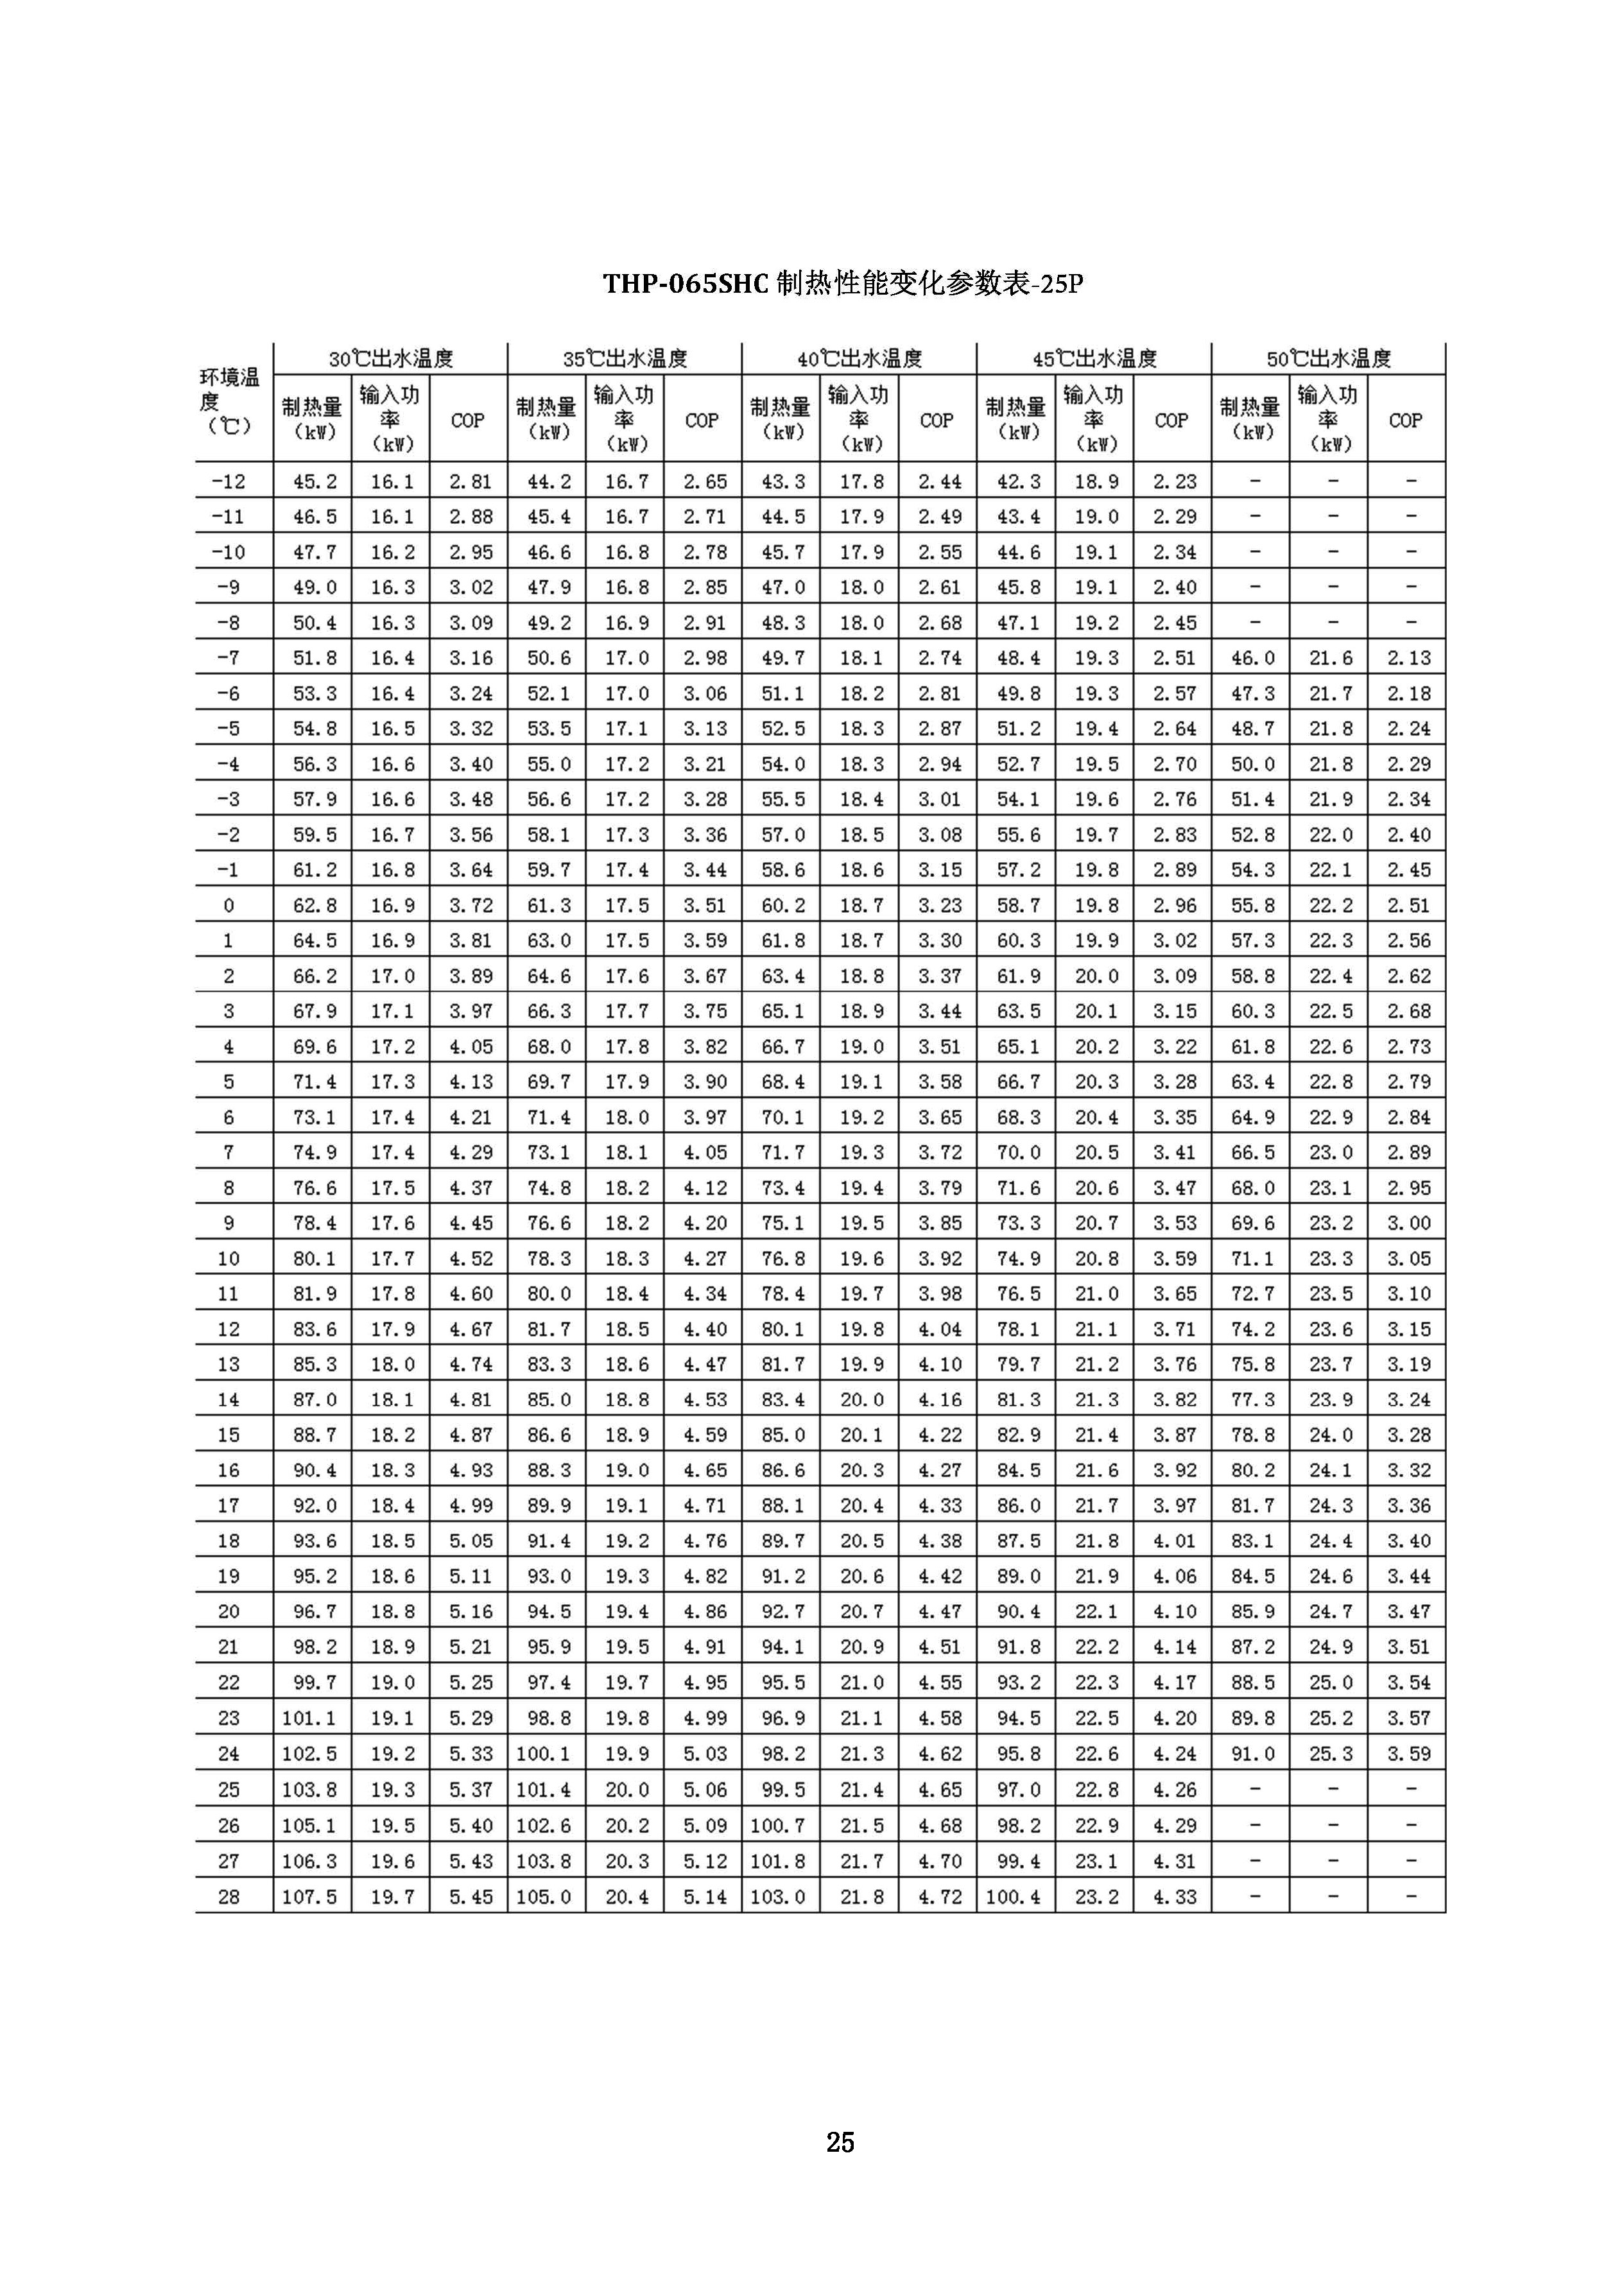 THP-065SHC 制热性能变化参数表-25P
环境温度（℃） 30℃出水温度 35℃出水温度 40℃出水温度 45℃出水温度 50℃出水温度
制热量（kW） 输入功率（kW） COP 制热量（kW） 输入功率（kW） COP 制热量（kW） 输入功率（kW） COP 制热量（kW） 输入功率（kW） COP 制热量（kW） 输入功率（kW） COP
-12 45.2 16.1 2.81 44.2 16.7 2.65 43.3 17.8 2.44 42.3 18.9 2.23 - - -
-11 46.5 16.1 2.88 45.4 16.7 2.71 44.5 17.9 2.49 43.4 19.0 2.29 - - -
-10 47.7 16.2 2.95 46.6 16.8 2.78 45.7 17.9 2.55 44.6 19.1 2.34 - - -
-9 49.0 16.3 3.02 47.9 16.8 2.85 47.0 18.0 2.61 45.8 19.1 2.40 - - -
-8 50.4 16.3 3.09 49.2 16.9 2.91 48.3 18.0 2.68 47.1 19.2 2.45 - - -
-7 51.8 16.4 3.16 50.6 17.0 2.98 49.7 18.1 2.74 48.4 19.3 2.51 46.0 21.6 2.13
-6 53.3 16.4 3.24 52.1 17.0 3.06 51.1 18.2 2.81 49.8 19.3 2.57 47.3 21.7 2.18
-5 54.8 16.5 3.32 53.5 17.1 3.13 52.5 18.3 2.87 51.2 19.4 2.64 48.7 21.8 2.24
-4 56.3 16.6 3.40 55.0 17.2 3.21 54.0 18.3 2.94 52.7 19.5 2.70 50.0 21.8 2.29
-3 57.9 16.6 3.48 56.6 17.2 3.28 55.5 18.4 3.01 54.1 19.6 2.76 51.4 21.9 2.34
-2 59.5 16.7 3.56 58.1 17.3 3.36 57.0 18.5 3.08 55.6 19.7 2.83 52.8 22.0 2.40
-1 61.2 16.8 3.64 59.7 17.4 3.44 58.6 18.6 3.15 57.2 19.8 2.89 54.3 22.1 2.45
0 62.8 16.9 3.72 61.3 17.5 3.51 60.2 18.7 3.23 58.7 19.8 2.96 55.8 22.2 2.51
1 64.5 16.9 3.81 63.0 17.5 3.59 61.8 18.7 3.30 60.3 19.9 3.02 57.3 22.3 2.56
2 66.2 17.0 3.89 64.6 17.6 3.67 63.4 18.8 3.37 61.9 20.0 3.09 58.8 22.4 2.62
3 67.9 17.1 3.97 66.3 17.7 3.75 65.1 18.9 3.44 63.5 20.1 3.15 60.3 22.5 2.68
4 69.6 17.2 4.05 68.0 17.8 3.82 66.7 19.0 3.51 65.1 20.2 3.22 61.8 22.6 2.73
5 71.4 17.3 4.13 69.7 17.9 3.90 68.4 19.1 3.58 66.7 20.3 3.28 63.4 22.8 2.79
6 73.1 17.4 4.21 71.4 18.0 3.97 70.1 19.2 3.65 68.3 20.4 3.35 64.9 22.9 2.84
7 74.9 17.4 4.29 73.1 18.1 4.05 71.7 19.3 3.72 70.0 20.5 3.41 66.5 23.0 2.89
8 76.6 17.5 4.37 74.8 18.2 4.12 73.4 19.4 3.79 71.6 20.6 3.47 68.0 23.1 2.95
9 78.4 17.6 4.45 76.6 18.2 4.20 75.1 19.5 3.85 73.3 20.7 3.53 69.6 23.2 3.00
10 80.1 17.7 4.52 78.3 18.3 4.27 76.8 19.6 3.92 74.9 20.8 3.59 71.1 23.3 3.05
11 81.9 17.8 4.60 80.0 18.4 4.34 78.4 19.7 3.98 76.5 21.0 3.65 72.7 23.5 3.10
12 83.6 17.9 4.67 81.7 18.5 4.40 80.1 19.8 4.04 78.1 21.1 3.71 74.2 23.6 3.15
13 85.3 18.0 4.74 83.3 18.6 4.47 81.7 19.9 4.10 79.7 21.2 3.76 75.8 23.7 3.19
14 87.0 18.1 4.81 85.0 18.8 4.53 83.4 20.0 4.16 81.3 21.3 3.82 77.3 23.9 3.24
15 88.7 18.2 4.87 86.6 18.9 4.59 85.0 20.1 4.22 82.9 21.4 3.87 78.8 24.0 3.28
16 90.4 18.3 4.93 88.3 19.0 4.65 86.6 20.3 4.27 84.5 21.6 3.92 80.2 24.1 3.32
17 92.0 18.4 4.99 89.9 19.1 4.71 88.1 20.4 4.33 86.0 21.7 3.97 81.7 24.3 3.36
18 93.6 18.5 5.05 91.4 19.2 4.76 89.7 20.5 4.38 87.5 21.8 4.01 83.1 24.4 3.40
19 95.2 18.6 5.11 93.0 19.3 4.82 91.2 20.6 4.42 89.0 21.9 4.06 84.5 24.6 3.44
20 96.7 18.8 5.16 94.5 19.4 4.86 92.7 20.7 4.47 90.4 22.1 4.10 85.9 24.7 3.47
21 98.2 18.9 5.21 95.9 19.5 4.91 94.1 20.9 4.51 91.8 22.2 4.14 87.2 24.9 3.51
22 99.7 19.0 5.25 97.4 19.7 4.95 95.5 21.0 4.55 93.2 22.3 4.17 88.5 25.0 3.54
23 101.1 19.1 5.29 98.8 19.8 4.99 96.9 21.1 4.58 94.5 22.5 4.20 89.8 25.2 3.57
24 102.5 19.2 5.33 100.1 19.9 5.03 98.2 21.3 4.62 95.8 22.6 4.24 91.0 25.3 3.59
25 103.8 19.3 5.37 101.4 20.0 5.06 99.5 21.4 4.65 97.0 22.8 4.26 - - -
26 105.1 19.5 5.40 102.6 20.2 5.09 100.7 21.5 4.68 98.2 22.9 4.29 - - -
27 106.3 19.6 5.43 103.8 20.3 5.12 101.8 21.7 4.70 99.4 23.1 4.31 - - -
28 107.5 19.7 5.45 105.0 20.4 5.14 103.0 21.8 4.72 100.4 23.2 4.33 - - -
25